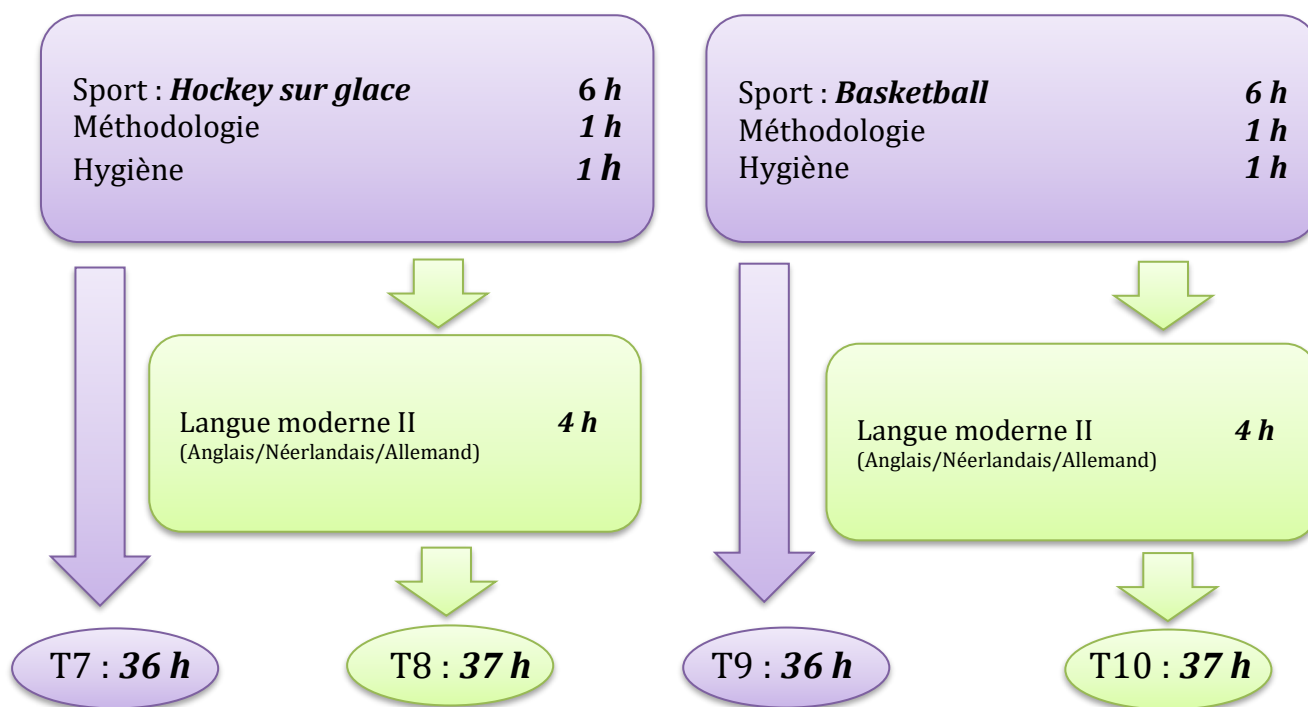 Sport : Hockey sur glace 6 h
Méthodologie 1 h
Hygiène 1 h
Sport : Basketball 6 h
Méthodologie 1 h
Hygiène 1 h
Langue moderne II 4 h
(Anglais/Néerlandais/Allemand)
Langue moderne II 4 h
(Anglais/Néerlandais/Allemand)
T7 : 36 h
T8 : 37 h
T9 : 36 h
T10 : 37 h